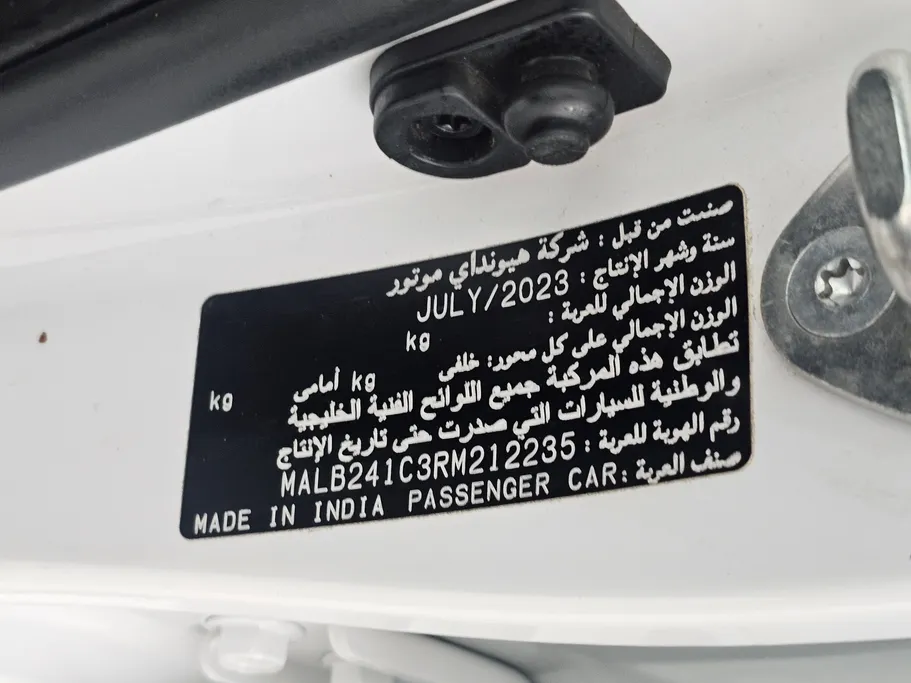 صنعت من قبل : شركة هيونداي موتور
سنة وشهر الإنتاج : JULY/2023
الوزن الإجمالي للعربة :
kg
الوزن الإجمالي على كل محور: خلفى kg أمامى kg
تطابق هذه المركبة جميع اللوائح الفنية الخليجية
والوطنية للسيارات التي صدرت حتى تاريخ الإنتاج
رقم الهوية للعربة : MALB241C3RM212235
صنف العربة : PASSENGER CAR MADE IN INDIA